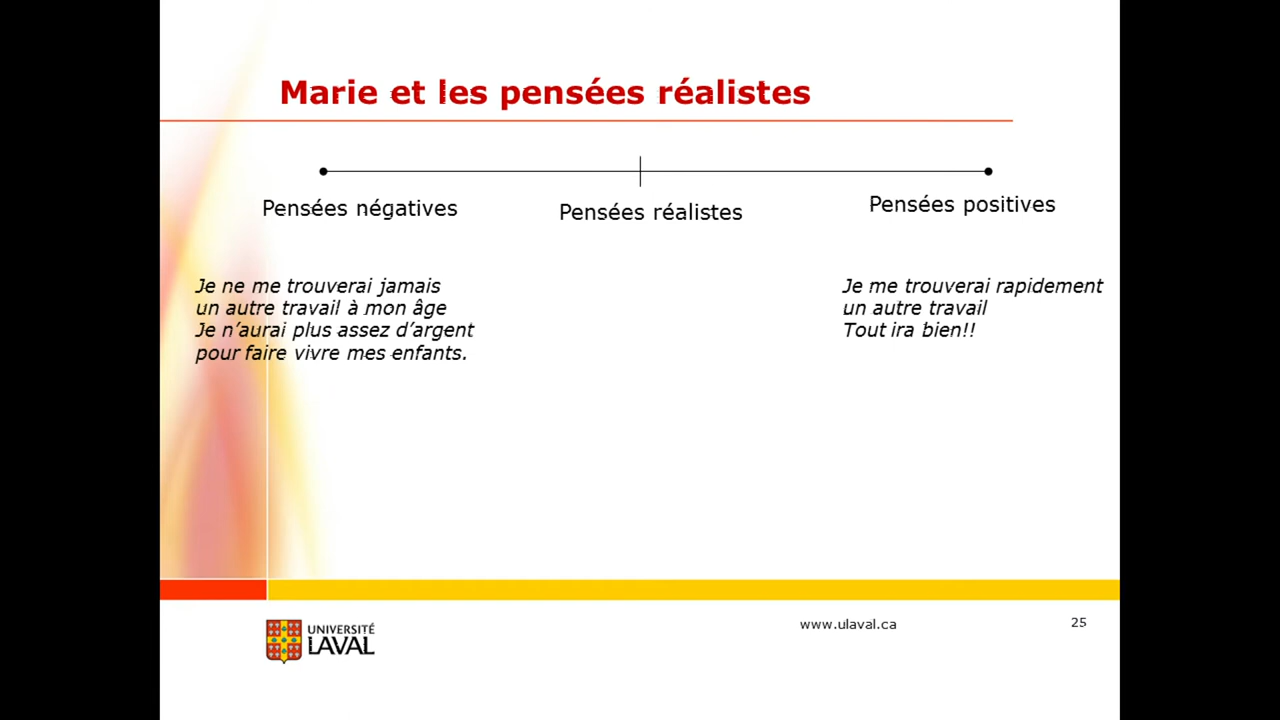 Marie et les pensées réalistes
Pensées négatives
Pensées réalistes
Pensées positives
Je ne me trouverai jamais
un autre travail à mon âge
Je n’aurai plus assez d’argent
pour faire vivre mes enfants.
Je me trouverai rapidement
un autre travail
Tout ira bien!!
UNIVERSITÉ
LAVAL
www.ulaval.ca
25